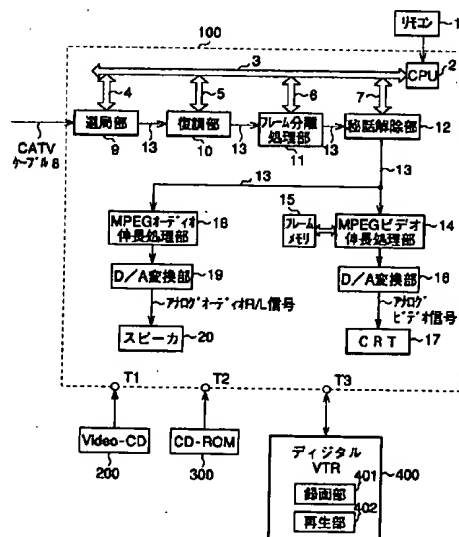 リモコン
1
100
3
CPU
2
4
5
6
7
選局部
復調部
フレーム分離
処理部
秘話解除部
12
CATV
ケーブル 8
9
13
10
13
11
13
13
13
MPEGオーディオ
伸長処理部
18
15
フレーム
メモリ
MPEGビデオ
伸長処理部
14
D/A変換部
19
D/A変換部
16
アナログオーディオR/L信号
アナログ
ビデオ信号
スピーカ
20
CRT
17
T1
T2
T3
Video-CD
200
CD-ROM
300
ディジタル
VTR
400
401
録画部
402
再生部